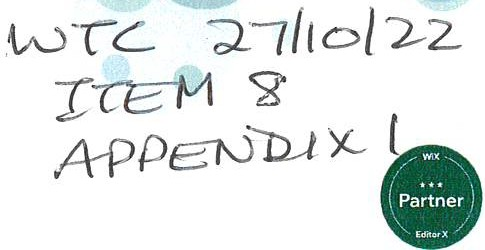 WTC 27/10/22
ITEM 8
APPENDIX 1
WIX
Partner
Editor X